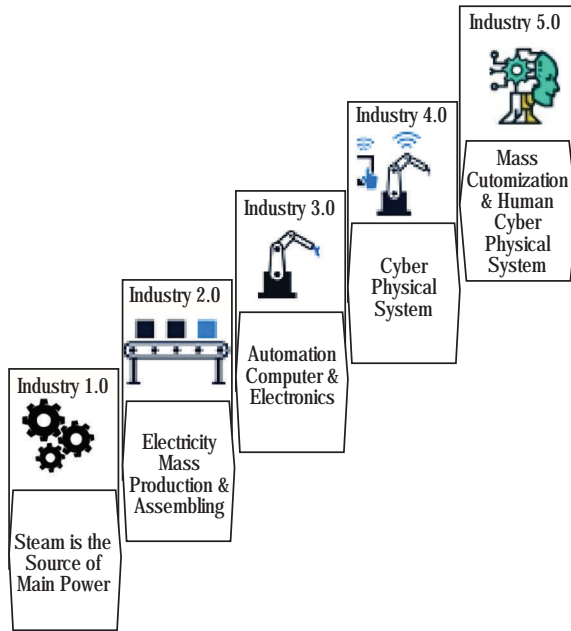 Industry 1.0
Steam is the
Source of
Main Power
Industry 2.0
Electricity
Mass
Production &
Assembling
Industry 3.0
Automation
Computer &
Electronics
Industry 4.0
Cyber
Physical
System
Industry 5.0
Mass
Cutomization
& Human
Cyber
Physical
System